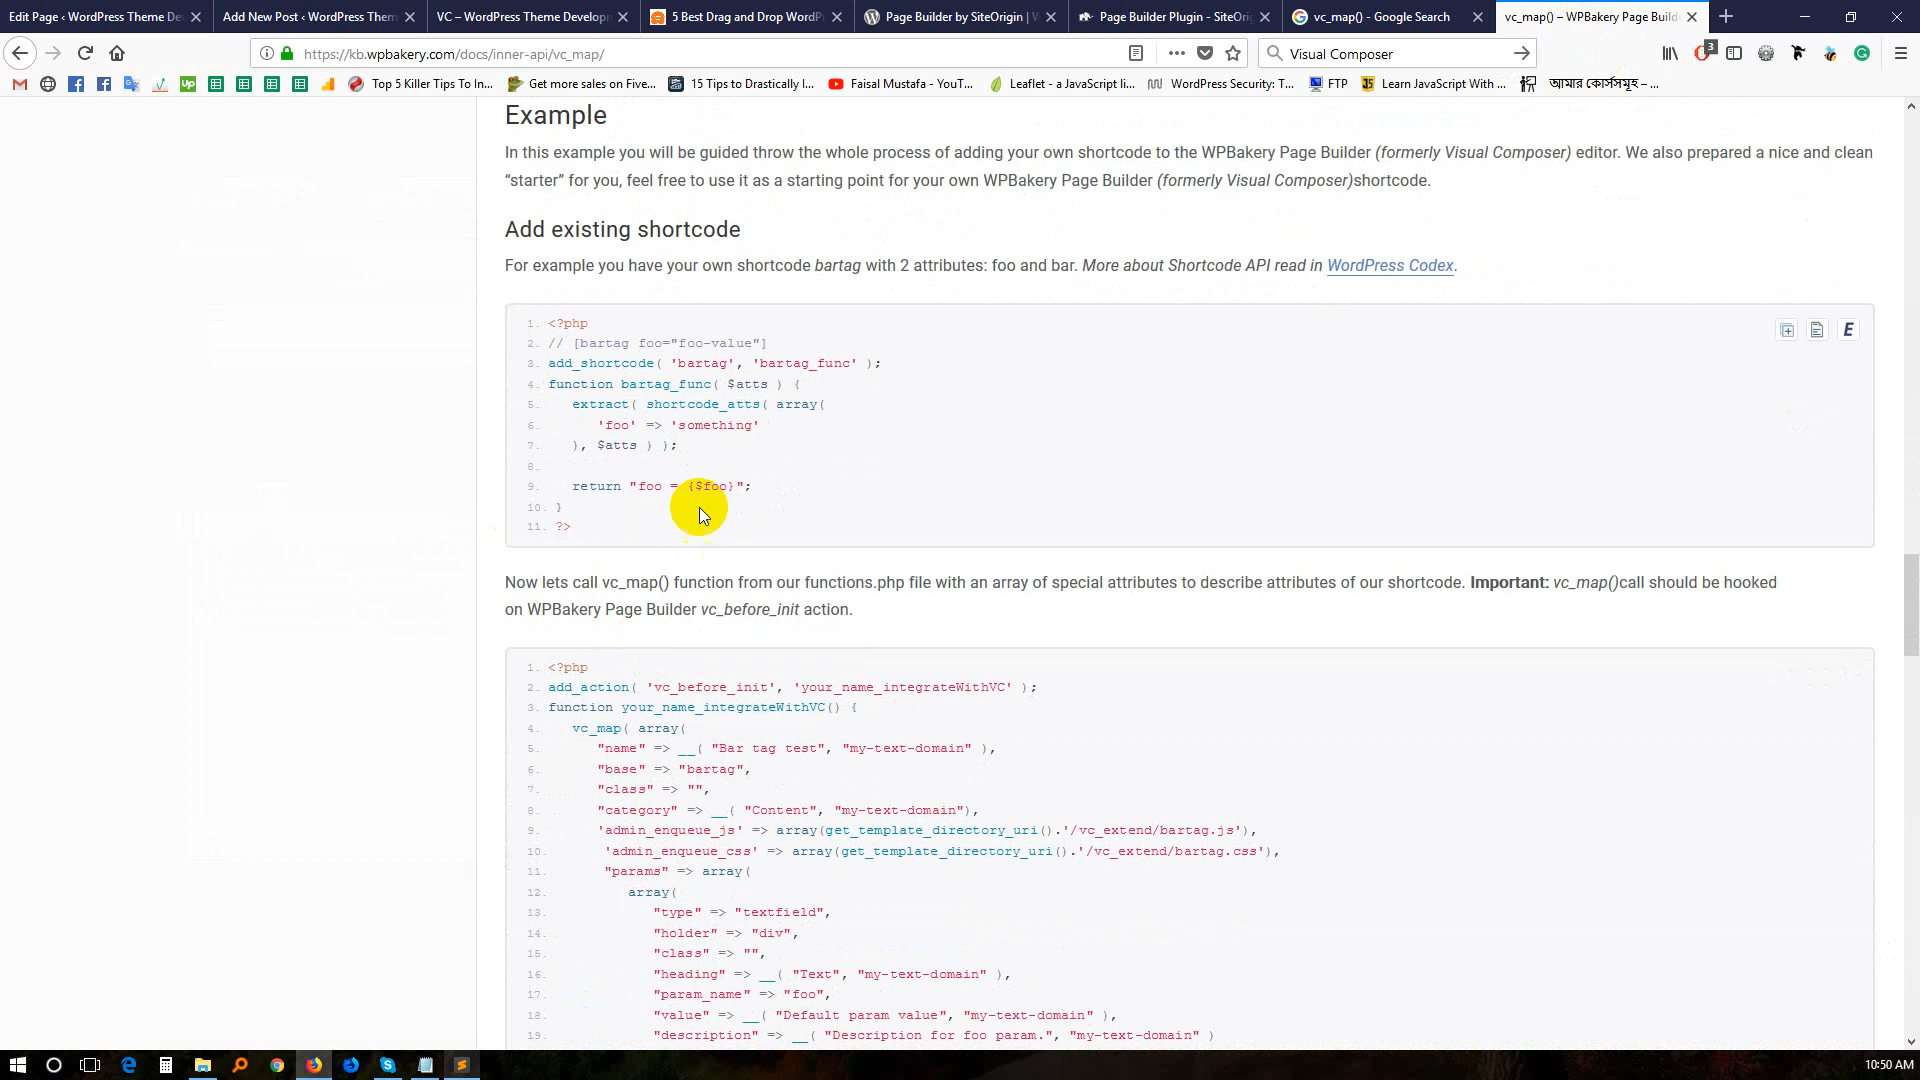 Edit Page ‹ WordPress Theme De
Add New Post ‹ WordPress Them
VC – WordPress Theme Developm
5 Best Drag and Drop WordP
Page Builder by SiteOrigin | W
Page Builder Plugin - SiteOrig
vc_map() - Google Search
vc_map() – WPBakery Page Build
https://kb.wpbakery.com/docs/inner-api/vc_map/
Visual Composer
3
Top 5 Killer Tips To In...
Get more sales on Five...
15 Tips to Drastically I...
Faisal Mustafa - YouT...
Leaflet - a JavaScript li...
WordPress Security: T...
FTP
Learn JavaScript With ...
আমার কোর্সসমূহ – ...
Example
In this example you will be guided throw the whole process of adding your own shortcode to the WPBakery Page Builder (formerly Visual Composer) editor. We also prepared a nice and clean
“starter” for you, feel free to use it as a starting point for your own WPBakery Page Builder (formerly Visual Composer)shortcode.
Add existing shortcode
For example you have your own shortcode bartag with 2 attributes: foo and bar. More about Shortcode API read in WordPress Codex.
1. <?php
2. // [bartag foo="foo-value"]
3. add_shortcode( 'bartag', 'bartag_func' );
4. function bartag_func( $atts ) {
5. extract( shortcode_atts( array(
6. 'foo' => 'something'
7. ), $atts ) );
8.
9. return "foo = {$foo}";
10. }
11. ?>
E
Now lets call vc_map() function from our functions.php file with an array of special attributes to describe attributes of our shortcode. Important: vc_map()call should be hooked
on WPBakery Page Builder vc_before_init action.
1. <?php
2. add_action( 'vc_before_init', 'your_name_integrateWithVC' );
3. function your_name_integrateWithVC() {
4. vc_map( array(
5. "name" => __( "Bar tag test", "my-text-domain" ),
6. "base" => "bartag",
7. "class" => "",
8. "category" => __( "Content", "my-text-domain"),
9. 'admin_enqueue_js' => array(get_template_directory_uri().'/vc_extend/bartag.js'),
10. 'admin_enqueue_css' => array(get_template_directory_uri().'/vc_extend/bartag.css'),
11. "params" => array(
12. array(
13. "type" => "textfield",
14. "holder" => "div",
15. "class" => "",
16. "heading" => __( "Text", "my-text-domain" ),
17. "param_name" => "foo",
18. "value" => __( "Default param value", "my-text-domain" ),
19. "description" => __( "Description for foo param.", "my-text-domain" )
10:50 AM